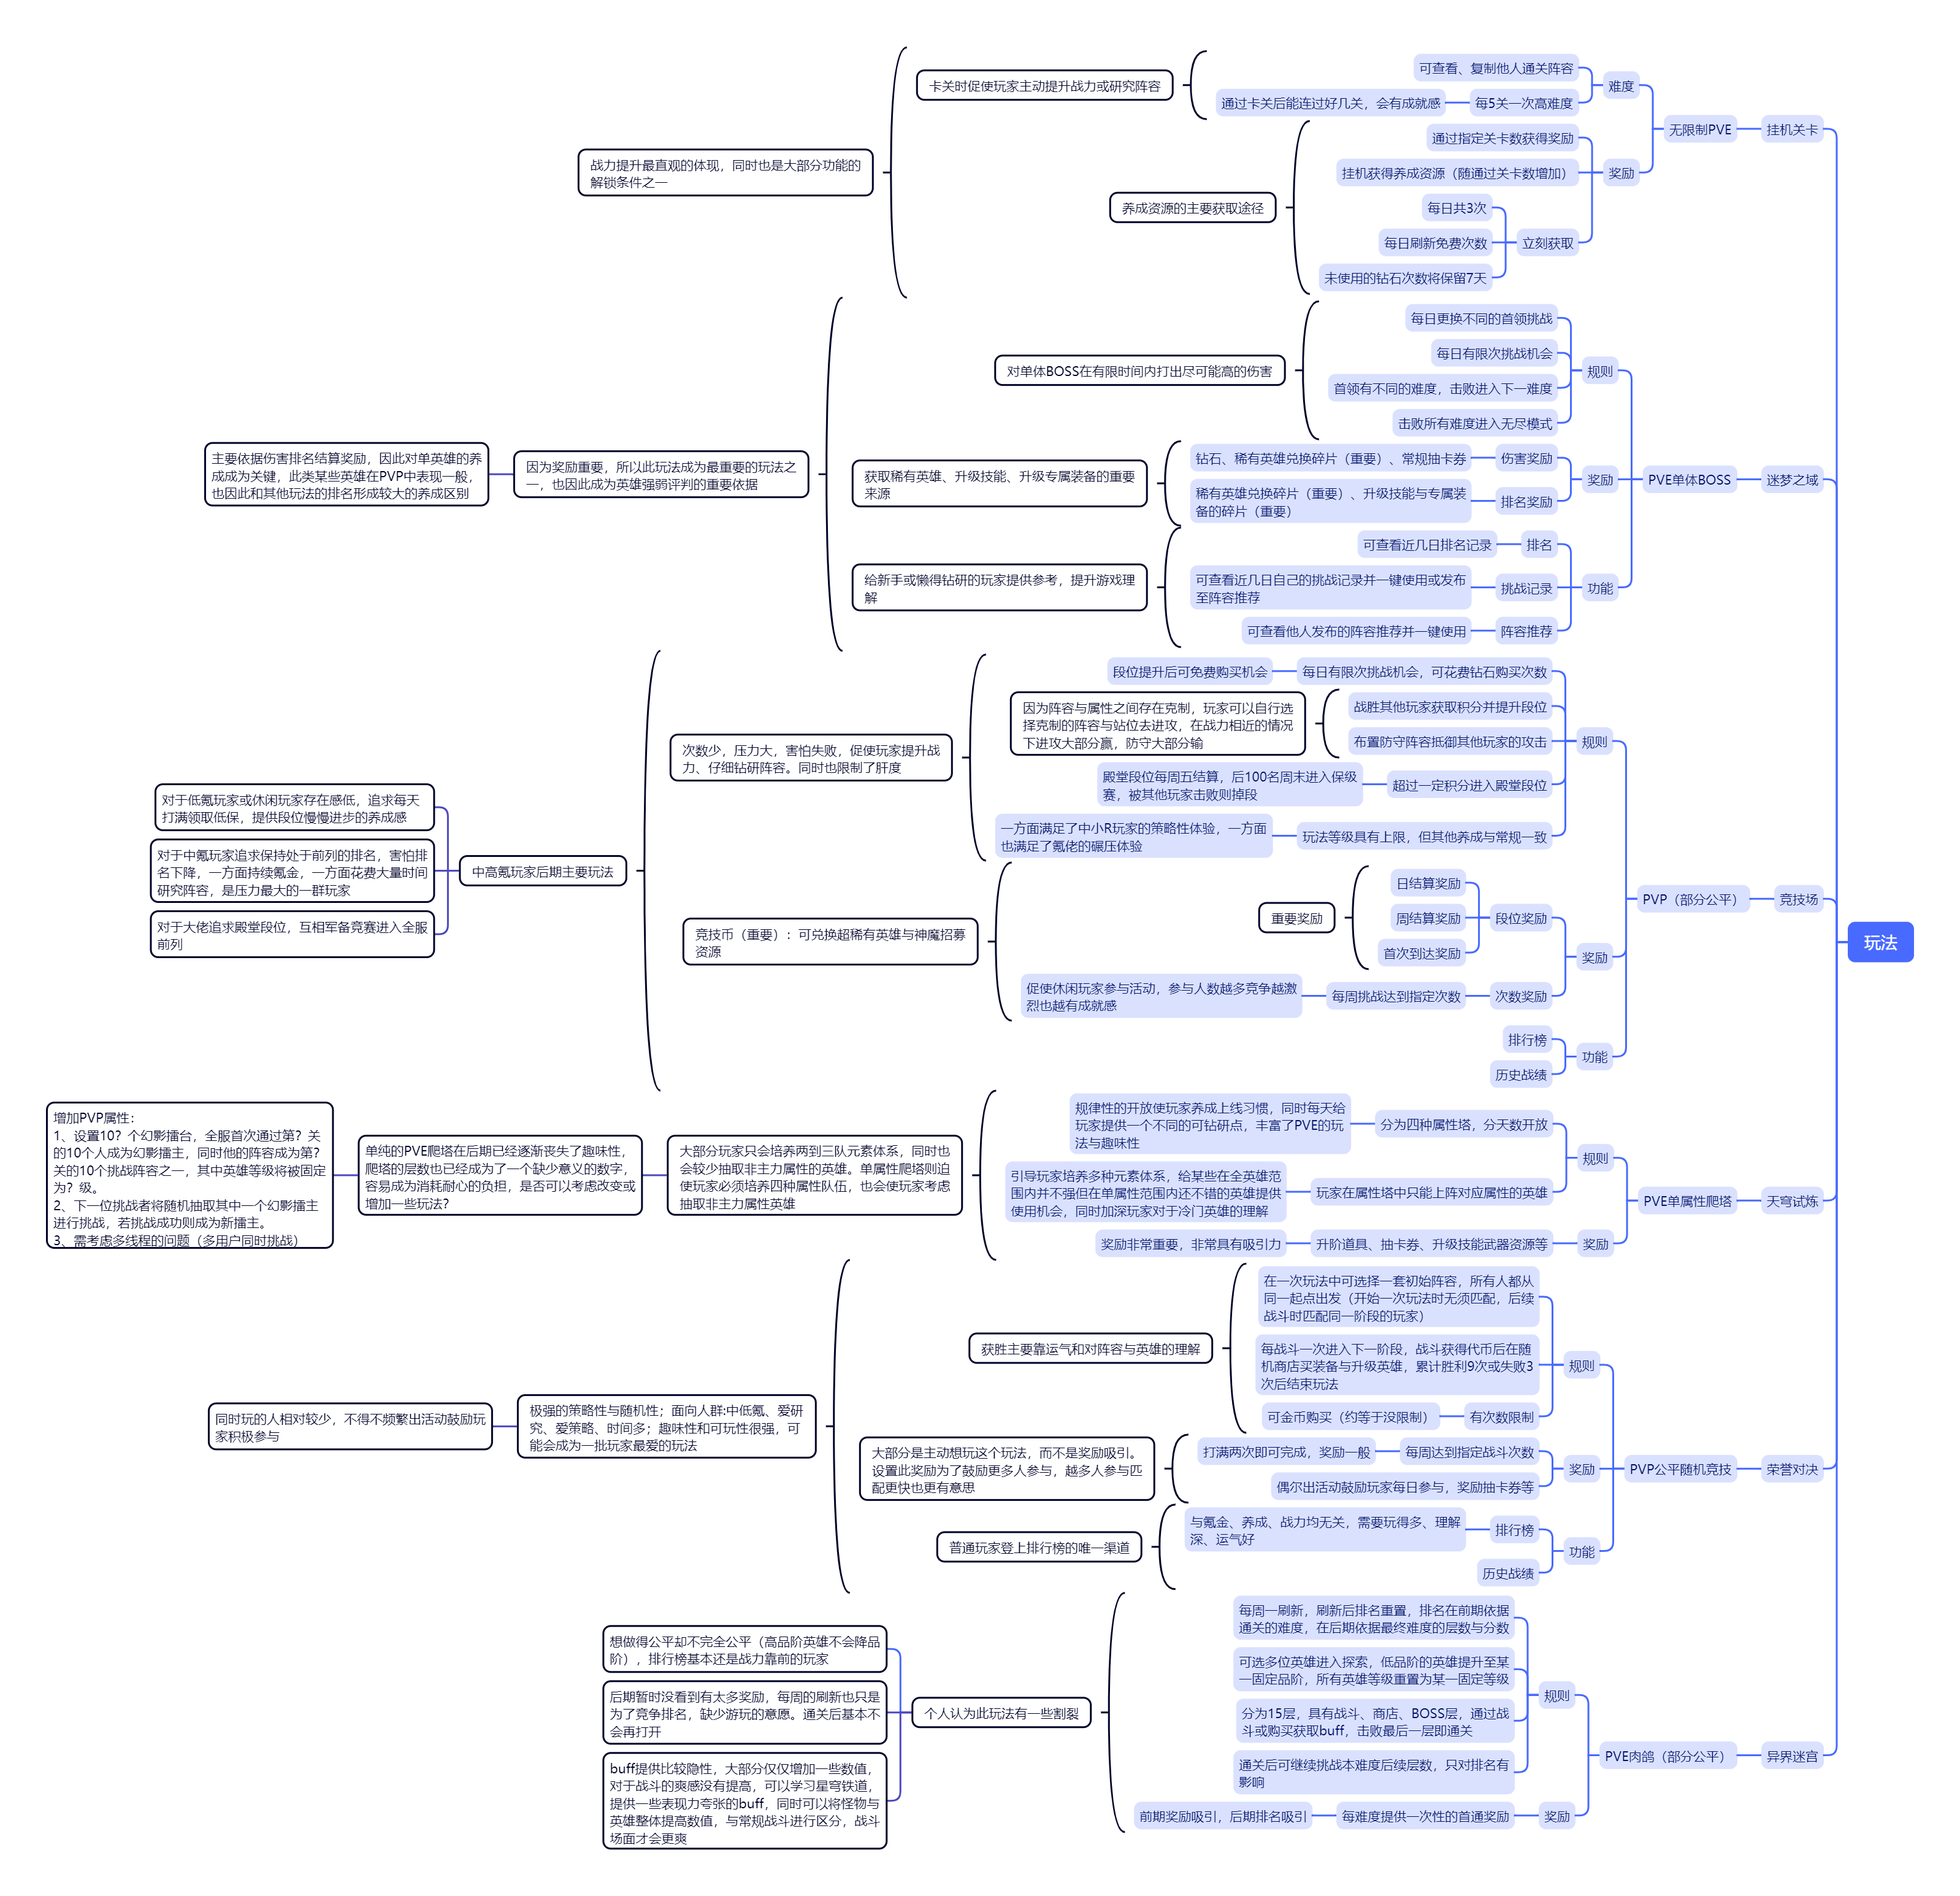 玩法
挂机关卡
无限制PVE
难度
可查看、复制他人通关阵容
每5关一次高难度
通过卡关后能连过好几关，会有成就感
卡关时促使玩家主动提升战力或研究阵容
奖励
通过指定关卡数获得奖励
挂机获得养成资源（随通过关卡数增加）
立刻获取
每日共3次
每日刷新免费次数
未使用的钻石次数将保留7天
养成资源的主要获取途径
战力提升最直观的体现，同时也是大部分功能的
解锁条件之一
迷梦之域
PVE单体BOSS
规则
每日更换不同的首领挑战
每日有限次挑战机会
首领有不同的难度，击败进入下一难度
击败所有难度进入无尽模式
对单体BOSS在有限时间内打出尽可能高的伤害
奖励
伤害奖励
钻石、稀有英雄兑换碎片（重要）、常规抽卡券
排名奖励
稀有英雄兑换碎片（重要）、升级技能与专属装
备的碎片（重要）
获取稀有英雄、升级技能、升级专属装备的重要
来源
功能
排名
可查看近几日排名记录
挑战记录
可查看近几日自己的挑战记录并一键使用或发布
至阵容推荐
阵容推荐
可查看他人发布的阵容推荐并一键使用
给新手或懒得钻研的玩家提供参考，提升游戏理
解
因为奖励重要，所以此玩法成为最重要的玩法之
一，也因此成为英雄强弱评判的重要依据
主要依据伤害排名结算奖励，因此对单英雄的养
成成为关键，此类某些英雄在PVP中表现一般，
也因此和其他玩法的排名形成较大的养成区别
竞技场
PVP（部分公平）
规则
每日有限次挑战机会，可花费钻石购买次数
段位提升后可免费购买机会
战胜其他玩家获取积分并提升段位
布置防守阵容抵御其他玩家的攻击
因为阵容与属性之间存在克制，玩家可以自行选
择克制的阵容与站位去进攻，在战力相近的情况
下进攻大部分赢，防守大部分输
超过一定积分进入殿堂段位
殿堂段位每周五结算，后100名周末进入保级
赛，被其他玩家击败则掉段
玩法等级具有上限，但其他养成与常规一致
一方面满足了中小R玩家的策略性体验，一方面
也满足了氪佬的碾压体验
次数少，压力大，害怕失败，促使玩家提升战
力、仔细钻研阵容。同时也限制了肝度
奖励
段位奖励
日结算奖励
周结算奖励
首次到达奖励
重要奖励
次数奖励
每周挑战达到指定次数
促使休闲玩家参与活动，参与人数越多竞争越激
烈也越有成就感
竞技币（重要）：可兑换超稀有英雄与神魔招募
资源
功能
排行榜
历史战绩
中高氪玩家后期主要玩法
对于低氪玩家或休闲玩家存在感低，追求每天
打满领取低保，提供段位慢慢进步的养成感
对于中氪玩家追求保持处于前列的排名，害怕排
名下降，一方面持续氪金，一方面花费大量时间
研究阵容，是压力最大的一群玩家
对于大佬追求殿堂段位，互相军备竞赛进入全服
前列
天穹试炼
PVE单属性爬塔
规则
分为四种属性塔，分天数开放
规律性的开放使玩家养成上线习惯，同时每天给
玩家提供一个不同的可钻研点，丰富了PVE的玩
法与趣味性
玩家在属性塔中只能上阵对应属性的英雄
引导玩家培养多种元素体系，给某些在全英雄范
围内并不强但在单属性范围内还不错的英雄提供
使用机会，同时加深玩家对于冷门英雄的理解
奖励
升阶道具、抽卡券、升级技能武器资源等
奖励非常重要，非常具有吸引力
大部分玩家只会培养两到三队元素体系，同时也
会较少抽取非主力属性的英雄。单属性爬塔则迫
使玩家必须培养四种属性队伍，也会使玩家考虑
抽取非主力属性英雄
单纯的PVE爬塔在后期已经逐渐丧失了趣味性，
爬塔的层数也已经成为了一个缺少意义的数字，
容易成为消耗耐心的负担，是否可以考虑改变或
增加一些玩法？
增加PVP属性：
1、设置10？个幻影擂台，全服首次通过第？关
的10个人成为幻影擂主，同时他的阵容成为第？
关的10个挑战阵容之一，其中英雄等级将被固定
为？级。
2、下一位挑战者将随机抽取其中一个幻影擂主
进行挑战，若挑战成功则成为新擂主。
3、需考虑多线程的问题（多用户同时挑战）
荣誉对决
PVP公平随机竞技
规则
在一次玩法中可选择一套初始阵容，所有人都从
同一起点出发（开始一次玩法时无须匹配，后续
战斗时匹配同一阶段的玩家）
每战斗一次进入下一阶段，战斗获得代币后在随
机商店买装备与升级英雄，累计胜利9次或失败3
次后结束玩法
有次数限制
可金币购买（约等于没限制）
获胜主要靠运气和对阵容与英雄的理解
奖励
每周达到指定战斗次数
打满两次即可完成，奖励一般
偶尔出活动鼓励玩家每日参与，奖励抽卡券等
大部分是主动想玩这个玩法，而不是奖励吸引。
设置此奖励为了鼓励更多人参与，越多人参与匹
配更快也更有意思
功能
排行榜
与氪金、养成、战力均无关，需要玩得多、理解
深、运气好
历史战绩
普通玩家登上排行榜的唯一渠道
极强的策略性与随机性；面向人群:中低氪、爱研
究、爱策略、时间多；趣味性和可玩性很强，可
能会成为一批玩家最爱的玩法
同时玩的人相对较少，不得不频繁出活动鼓励玩
家积极参与
异界迷宫
PVE肉鸽（部分公平）
规则
每周一刷新，刷新后排名重置，排名在前期依据
通关的难度，在后期依据最终难度的层数与分数
可选多位英雄进入探索，低品阶的英雄提升至某
一固定品阶，所有英雄等级重置为某一固定等级
分为15层，具有战斗、商店、BOSS层，通过战
斗或购买获取buff，击败最后一层即通关
通关后可继续挑战本难度后续层数，只对排名有
影响
奖励
每难度提供一次性的首通奖励
前期奖励吸引，后期排名吸引
个人认为此玩法有一些割裂
想做得公平却不完全公平（高品阶英雄不会降品
阶），排行榜基本还是战力靠前的玩家
后期暂时没看到有太多奖励，每周的刷新也只是
为了竞争排名，缺少游玩的意愿。通关后基本不
会再打开
buff提供比较隐性，大部分仅仅增加一些数值，
对于战斗的爽感没有提高，可以学习星穹铁道，
提供一些表现力夸张的buff，同时可以将怪物与
英雄整体提高数值，与常规战斗进行区分，战斗
场面才会更爽